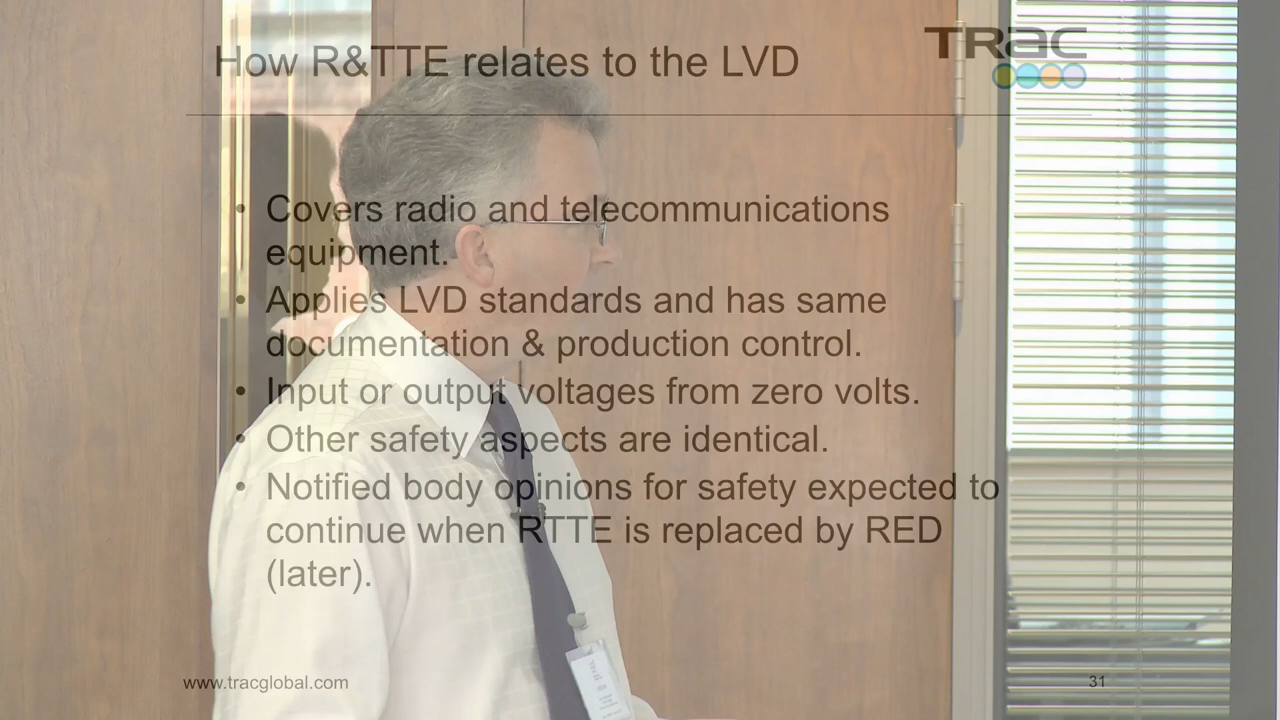 How R&TTE relates to the LVD
TRac
• Covers radio and telecommunications
equipment.
• Applies LVD standards and has same
documentation & production control.
• Input or output voltages from zero volts.
• Other safety aspects are identical.
• Notified body opinions for safety expected to
continue when RTTE is replaced by RED
(later).
www.tracglobal.com
31